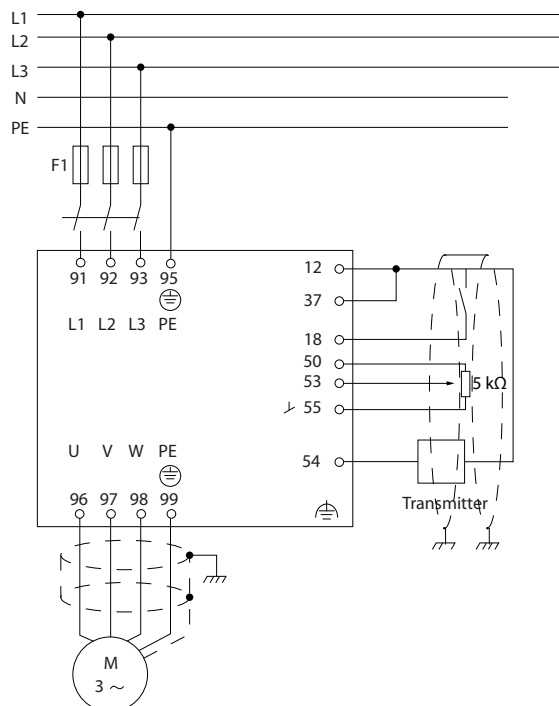 L1
L2
L3
N
PE
F1
91 92 93 95
L1 L2 L3 PE
12
37
18
50
53
5 kΩ
55
54
Transmitter
U V W PE
96 97 98 99
M
3 ~